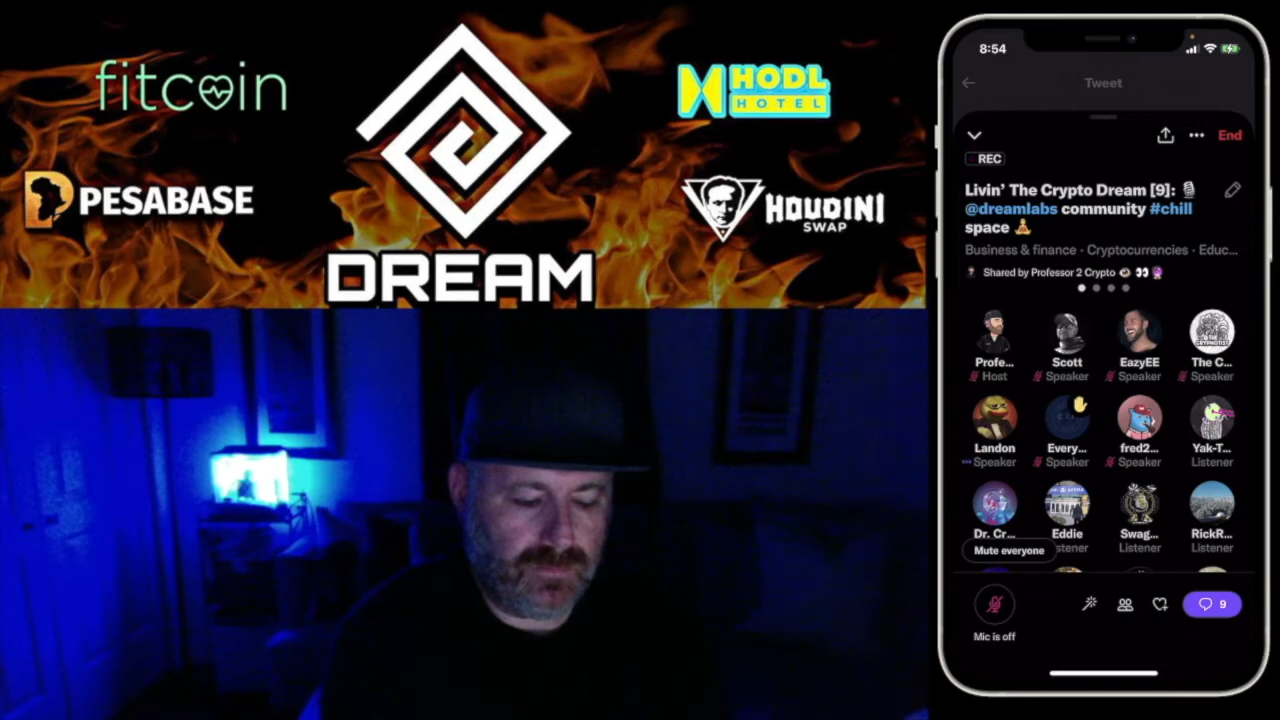 fitcoin
PESABASE
DREAM
HODL
HOTEL
HOUDINI
SWAP
8:54
Tweet
End
REC
Livin' The Crypto Dream [9]: 🎙️
@dreamlabs community #chill
space 🧘
Business & finance · Cryptocurrencies · Educ...
Shared by Professor 2 Crypto 👁️ 👀 🔮
Profe... Scott EazyEE The C...
Host Speaker Speaker Speaker
Landon Every... fred2... Yak-T...
Speaker Speaker Speaker Listener
Dr. Cr... Eddie Swag... RickR...
Mute everyone stener Listener Listener
9
Mic is off